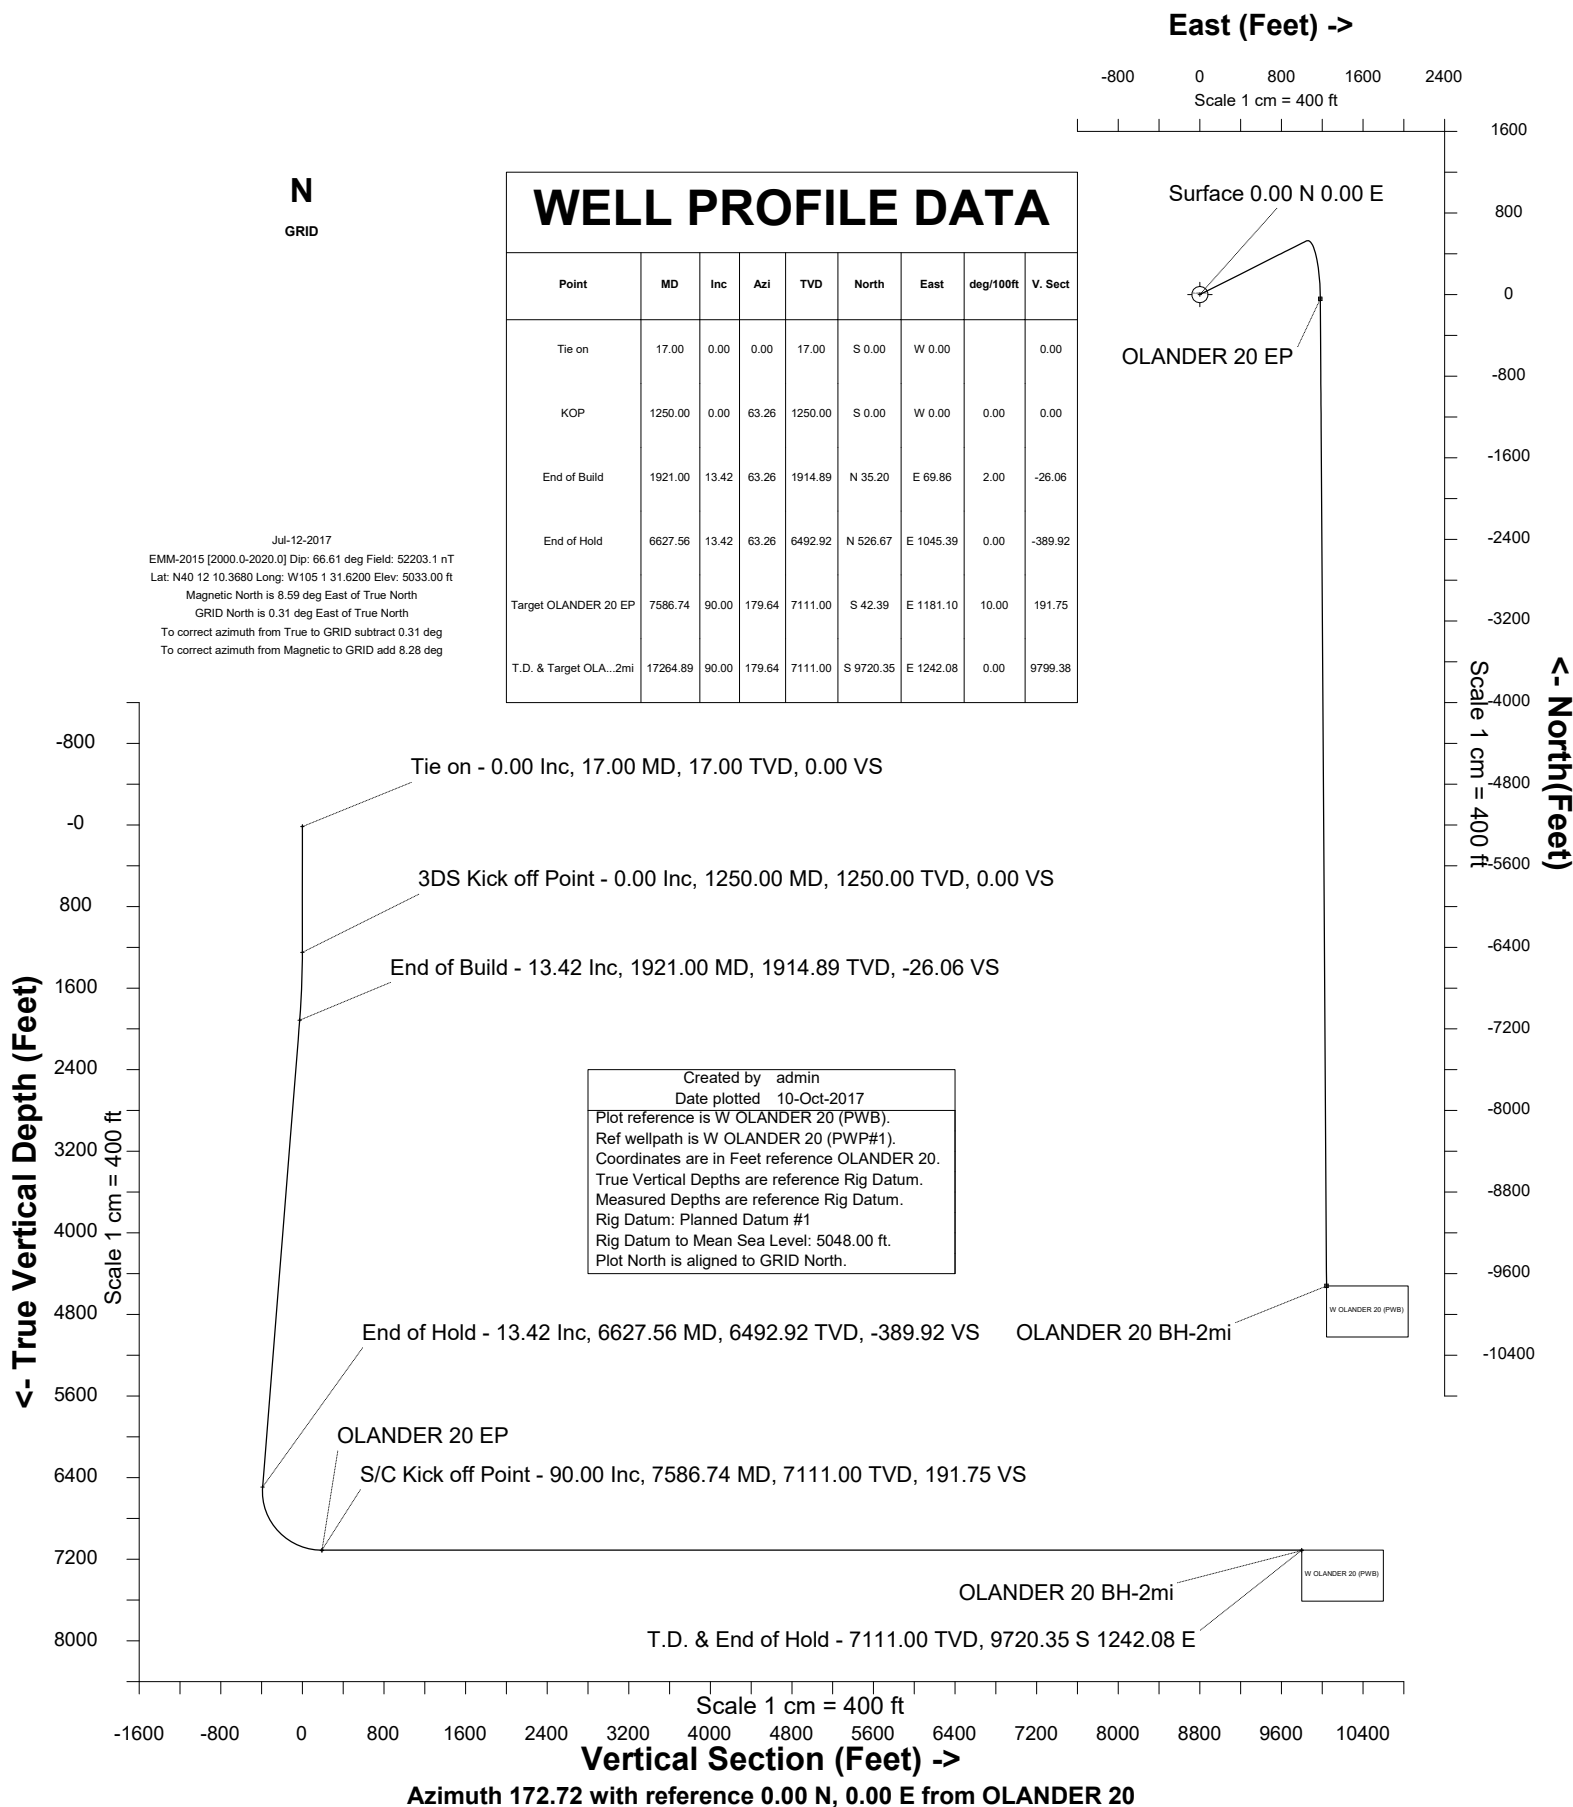 East (Feet) ->
-800 0 800 1600 2400
Scale 1 cm = 400 ft
1600
800
0
-800
-1600
-2400
-3200
-4000
-4800
-5600
-6400
-7200
-8000
-8800
-9600
-10400
Scale 1 cm = 400 ft
<- North(Feet)
Surface 0.00 N 0.00 E
OLANDER 20 EP
OLANDER 20 BH-2mi
W OLANDER 20 (PWB)
N
GRID
WELL PROFILE DATA
Point MD Inc Azi TVD North East deg/100ft V. Sect
Tie on 17.00 0.00 0.00 17.00 S 0.00 W 0.00 0.00
KOP 1250.00 0.00 63.26 1250.00 S 0.00 W 0.00 0.00 0.00
End of Build 1921.00 13.42 63.26 1914.89 N 35.20 E 69.86 2.00 -26.06
End of Hold 6627.56 13.42 63.26 6492.92 N 526.67 E 1045.39 0.00 -389.92
Target OLANDER 20 EP 7586.74 90.00 179.64 7111.00 S 42.39 E 1181.10 10.00 191.75
T.D. & Target OLA...2mi 17264.89 90.00 179.64 7111.00 S 9720.35 E 1242.08 0.00 9799.38
Jul-12-2017
EMM-2015 [2000.0-2020.0] Dip: 66.61 deg Field: 52203.1 nT
Lat: N40 12 10.3680 Long: W105 1 31.6200 Elev: 5033.00 ft
Magnetic North is 8.59 deg East of True North
GRID North is 0.31 deg East of True North
To correct azimuth from True to GRID subtract 0.31 deg
To correct azimuth from Magnetic to GRID add 8.28 deg
<- True Vertical Depth (Feet)
Scale 1 cm = 400 ft
-800
-0
800
1600
2400
3200
4000
4800
5600
6400
7200
8000
Tie on - 0.00 Inc, 17.00 MD, 17.00 TVD, 0.00 VS
3DS Kick off Point - 0.00 Inc, 1250.00 MD, 1250.00 TVD, 0.00 VS
End of Build - 13.42 Inc, 1921.00 MD, 1914.89 TVD, -26.06 VS
Created by admin
Date plotted 10-Oct-2017
Plot reference is W OLANDER 20 (PWB).
Ref wellpath is W OLANDER 20 (PWP#1).
Coordinates are in Feet reference OLANDER 20.
True Vertical Depths are reference Rig Datum.
Measured Depths are reference Rig Datum.
Rig Datum: Planned Datum #1
Rig Datum to Mean Sea Level: 5048.00 ft.
Plot North is aligned to GRID North.
End of Hold - 13.42 Inc, 6627.56 MD, 6492.92 TVD, -389.92 VS
OLANDER 20 EP
S/C Kick off Point - 90.00 Inc, 7586.74 MD, 7111.00 TVD, 191.75 VS
W OLANDER 20 (PWB)
OLANDER 20 BH-2mi
T.D. & End of Hold - 7111.00 TVD, 9720.35 S 1242.08 E
Scale 1 cm = 400 ft
-1600 -800 0 800 1600 2400 3200 4000 4800 5600 6400 7200 8000 8800 9600 10400
Vertical Section (Feet) ->
Azimuth 172.72 with reference 0.00 N, 0.00 E from OLANDER 20